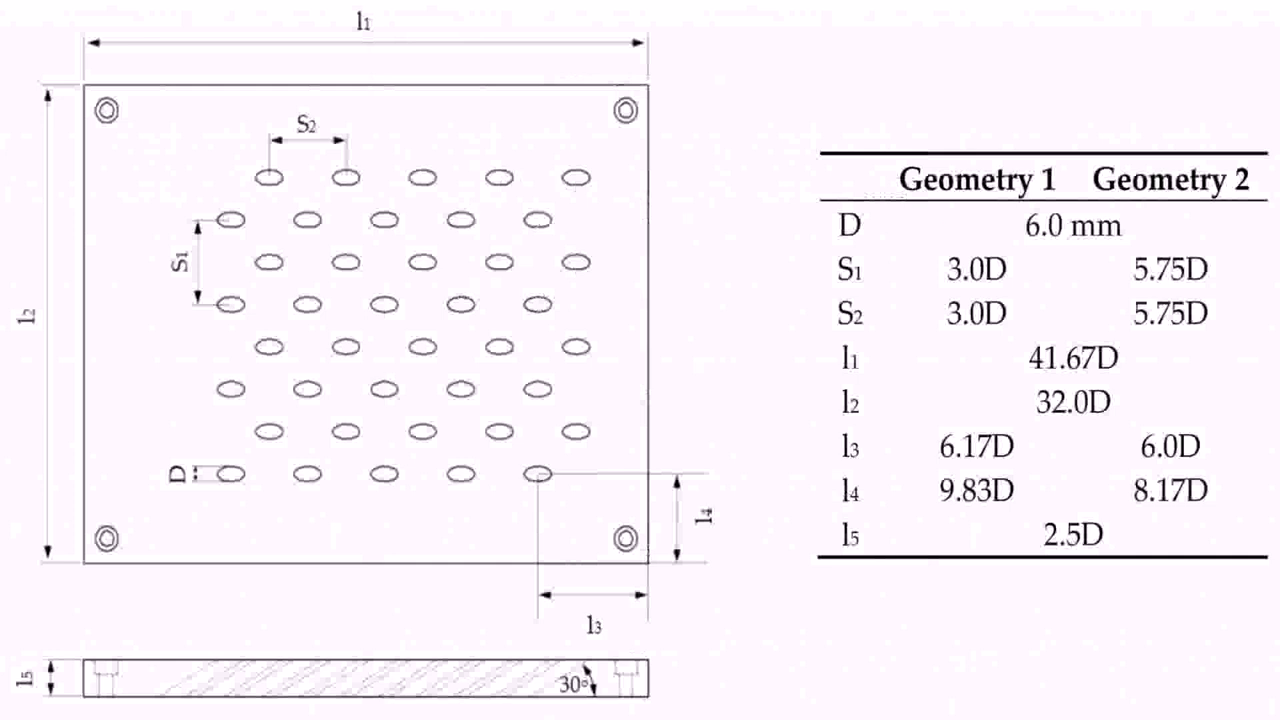 l₁
S₂
S₁
l₂
D
l₄
l₃
l₅
30°
Geometry 1 Geometry 2
D 6.0 mm
S₁ 3.0D 5.75D
S₂ 3.0D 5.75D
l₁ 41.67D
l₂ 32.0D
l₃ 6.17D 6.0D
l₄ 9.83D 8.17D
l₅ 2.5D